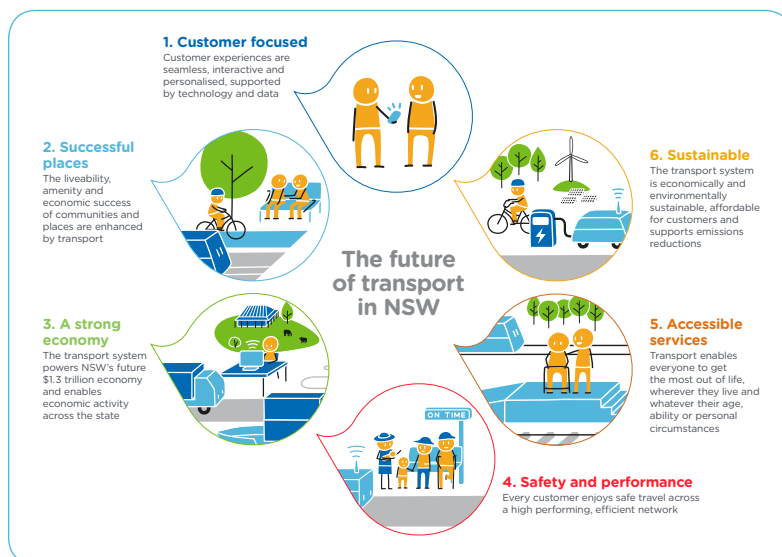 1. Customer focused
Customer experiences are
seamless, interactive and
personalised, supported
by technology and data
2. Successful
places
The liveability,
amenity and
economic success
of communities and
places are enhanced
by transport
The future
of transport
in NSW
3. A strong
economy
The transport system
powers NSW's future
$1.3 trillion economy and
enables
economic activity
across the state
ON TIME
4. Safety and performance
Every customer enjoys safe travel across
a high performing, efficient network
5. Accessible
services
Transport enables
everyone to get
the most out of life,
wherever they live and
whatever their age,
ability or personal
circumstances
6. Sustainable
The transport system
is economically and
environmentally
sustainable, affordable
for customers and
supports emissions
reductions